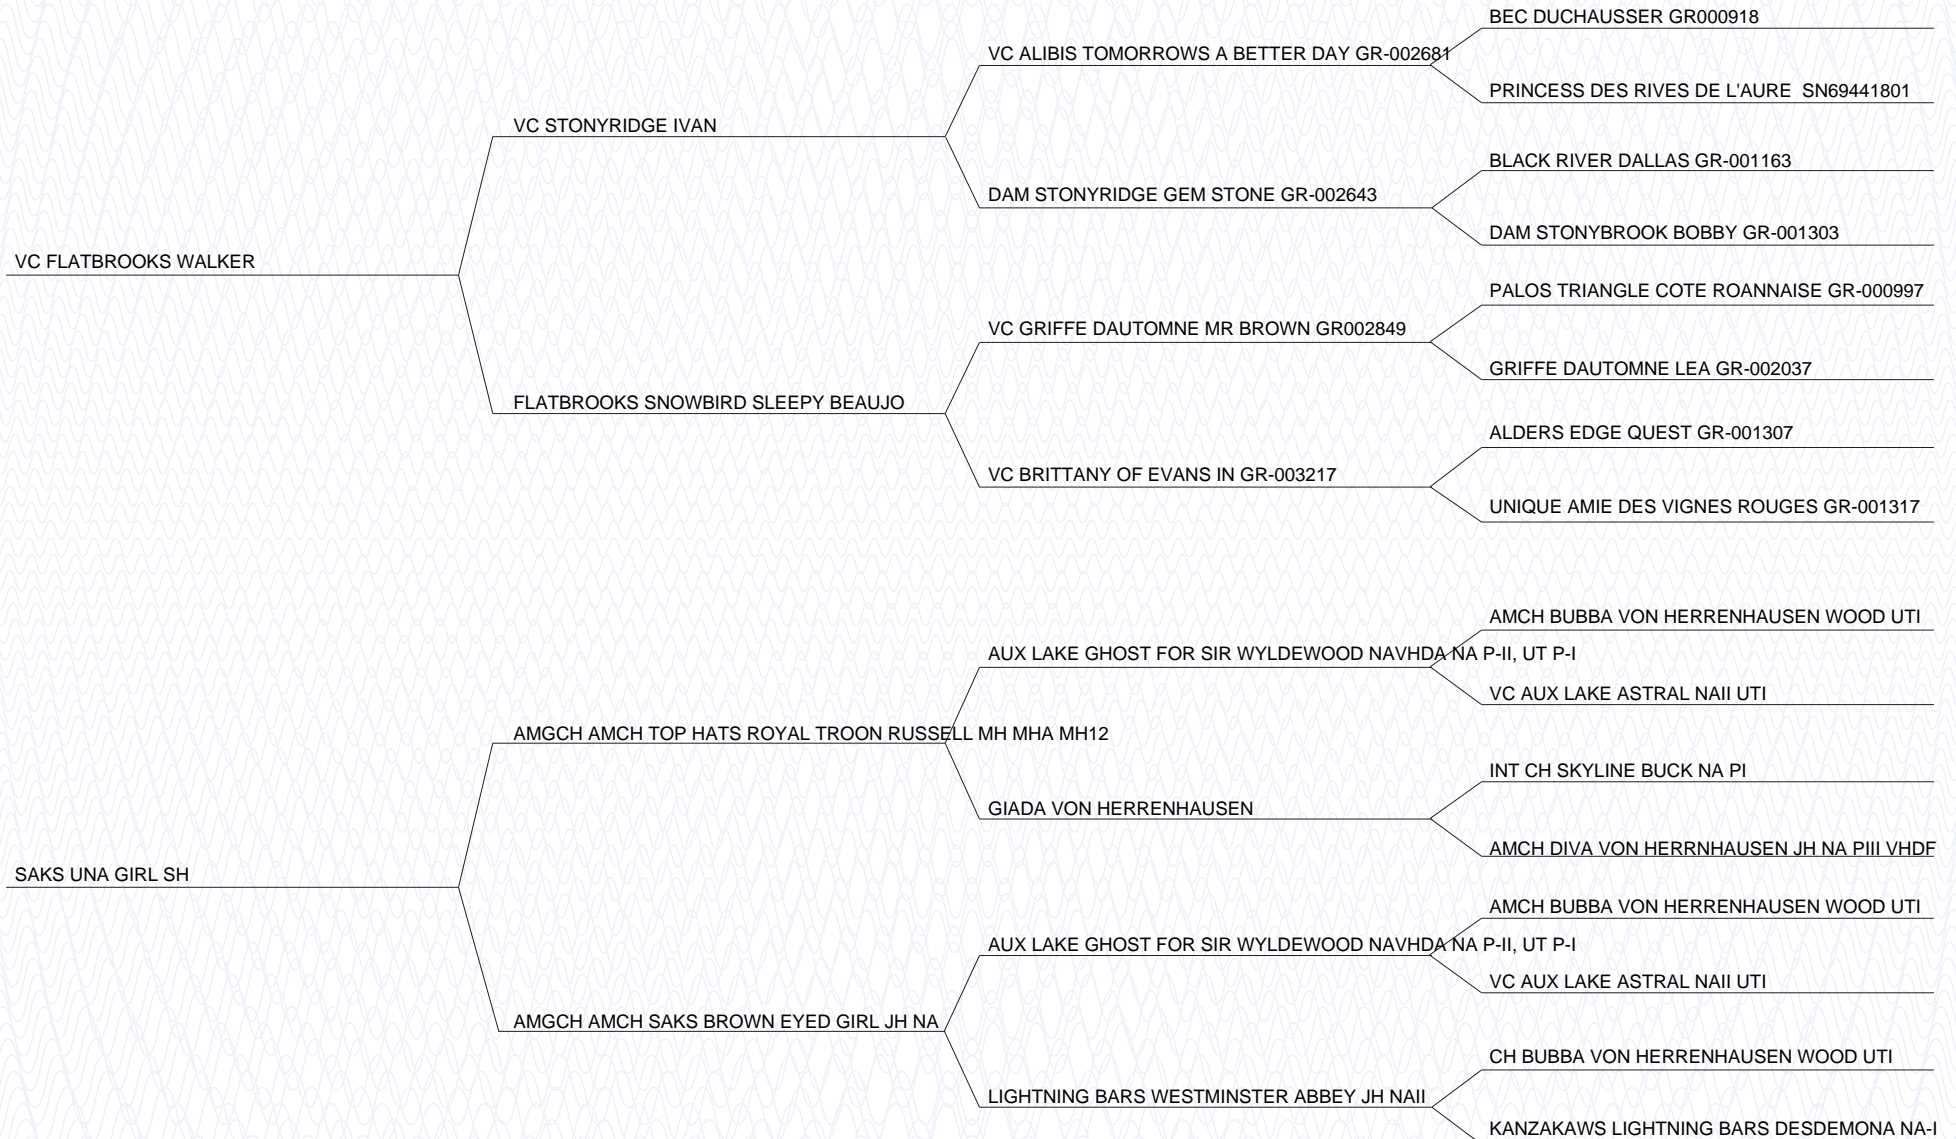 BEC DUCHAUSSER GR000918
VC ALIBIS TOMORROWS A BETTER DAY GR-002681
PRINCESS DES RIVES DE L'AURE  SN69441801
VC STONYRIDGE IVAN
BLACK RIVER DALLAS GR-001163
DAM STONYRIDGE GEM STONE GR-002643
DAM STONYBROOK BOBBY GR-001303
VC FLATBROOKS WALKER
PALOS TRIANGLE COTE ROANNAISE GR-000997
VC GRIFFE DAUTOMNE MR BROWN GR002849
GRIFFE DAUTOMNE LEA GR-002037
FLATBROOKS SNOWBIRD SLEEPY BEAUJO
ALDERS EDGE QUEST GR-001307
VC BRITTANY OF EVANS IN GR-003217
UNIQUE AMIE DES VIGNES ROUGES GR-001317
AMCH BUBBA VON HERRENHAUSEN WOOD UTI
AUX LAKE GHOST FOR SIR WYLDEWOOD NAVHDA NA P-II, UT P-I
VC AUX LAKE ASTRAL NAII UTI
AMGCH AMCH TOP HATS ROYAL TROON RUSSELL MH MHA MH12
INT CH SKYLINE BUCK NA PI
GIADA VON HERRENHAUSEN
AMCH DIVA VON HERRNHAUSEN JH NA PIII VHDF
SAKS UNA GIRL SH
AMCH BUBBA VON HERRENHAUSEN WOOD UTI
AUX LAKE GHOST FOR SIR WYLDEWOOD NAVHDA NA P-II, UT P-I
VC AUX LAKE ASTRAL NAII UTI
AMGCH AMCH SAKS BROWN EYED GIRL JH NA
CH BUBBA VON HERRENHAUSEN WOOD UTI
LIGHTNING BARS WESTMINSTER ABBEY JH NAII
KANZAKAWS LIGHTNING BARS DESDEMONA NA-I